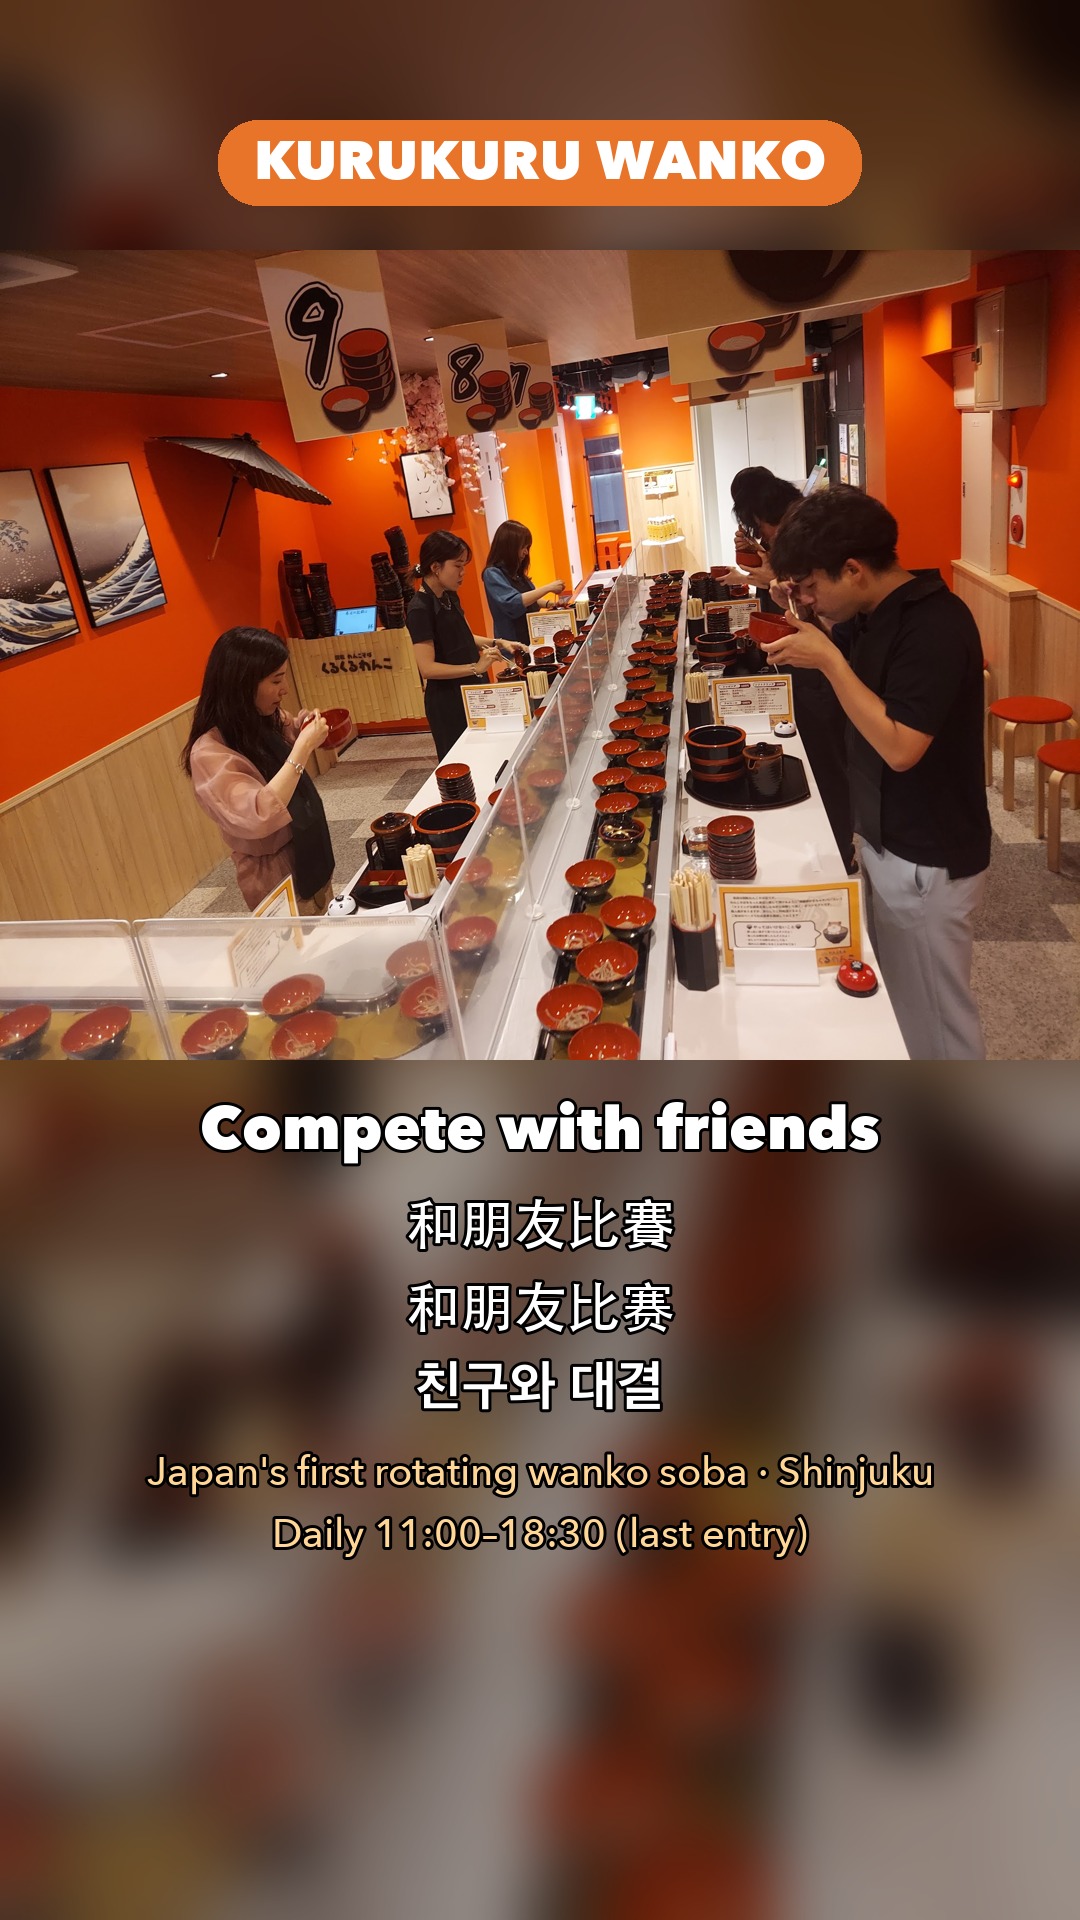 KURUKURU WANKO
9
8
7
くるくるわんこ
Compete with friends
和朋友比賽
和朋友比赛
친구와 대결
Japan's first rotating wanko soba · Shinjuku
Daily 11:00–18:30 (last entry)